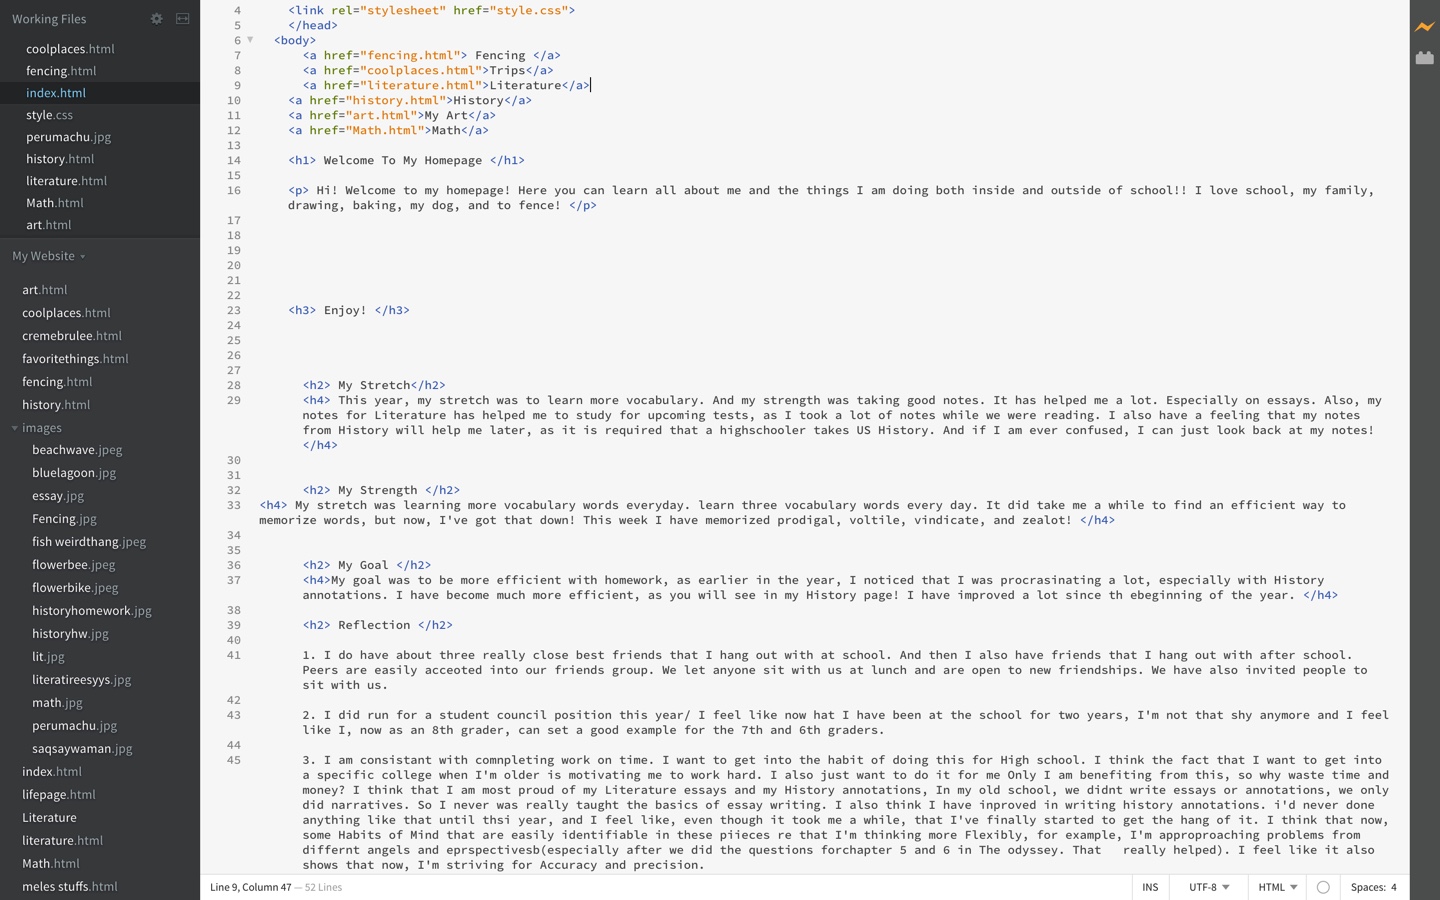 Working Files
coolplaces.html
fencing.html
index.html
style.css
perumachu.jpg
history.html
literature.html
Math.html
art.html
My Website
art.html
coolplaces.html
cremebrulee.html
favoritethings.html
fencing.html
history.html
images
beachwave.jpeg
bluelagoon.jpg
essay.jpg
Fencing.jpg
fish weirdthang.jpeg
flowerbee.jpeg
flowerbike.jpeg
historyhomework.jpg
historyhw.jpg
lit.jpg
literatireesyys.jpg
math.jpg
perumachu.jpg
saqsaywaman.jpg
index.html
lifepage.html
Literature
literature.html
Math.html
meles stuffs.html
4 <link rel="stylesheet" href="style.css">
5 </head>
6 <body>
7 <a href="fencing.html"> Fencing </a>
8 <a href="coolplaces.html">Trips</a>
9 <a href="literature.html">Literature</a>
10 <a href="history.html">History</a>
11 <a href="art.html">My Art</a>
12 <a href="Math.html">Math</a>
13
14 <h1> Welcome To My Homepage </h1>
15
16 <p> Hi! Welcome to my homepage! Here you can learn all about me and the things I am doing both inside and outside of school!! I love school, my family,
drawing, baking, my dog, and to fence! </p>
17
18
19
20
21
22
23 <h3> Enjoy! </h3>
24
25
26
27
28 <h2> My Stretch</h2>
29 <h4> This year, my stretch was to learn more vocabulary. And my strength was taking good notes. It has helped me a lot. Especially on essays. Also, my
notes for Literature has helped me to study for upcoming tests, as I took a lot of notes while we were reading. I also have a feeling that my notes
from History will help me later, as it is required that a highschooler takes US History. And if I am ever confused, I can just look back at my notes!
</h4>
30
31
32 <h2> My Strength </h2>
33 <h4> My stretch was learning more vocabulary words everyday. learn three vocabulary words every day. It did take me a while to find an efficient way to
memorize words, but now, I've got that down! This week I have memorized prodigal, voltile, vindicate, and zealot! </h4>
34
35
36 <h2> My Goal </h2>
37 <h4>My goal was to be more efficient with homework, as earlier in the year, I noticed that I was procrasinating a lot, especially with History
annotations. I have become much more efficient, as you will see in my History page! I have improved a lot since th ebeginning of the year. </h4>
38
39 <h2> Reflection </h2>
40
41 1. I do have about three really close best friends that I hang out with at school. And then I also have friends that I hang out with after school.
Peers are easily acceoted into our friends group. We let anyone sit with us at lunch and are open to new friendships. We have also invited people to
sit with us.
42
43 2. I did run for a student council position this year/ I feel like now hat I have been at the school for two years, I'm not that shy anymore and I feel
like I, now as an 8th grader, can set a good example for the 7th and 6th graders.
44
45 3. I am consistant with comnpleting work on time. I want to get into the habit of doing this for High school. I think the fact that I want to get into
a specific college when I'm older is motivating me to work hard. I also just want to do it for me Only I am benefiting from this, so why waste time and
money? I think that I am most proud of my Literature essays and my History annotations, In my old school, we didnt write essays or annotations, we only
did narratives. So I never was really taught the basics of essay writing. I also think I have inproved in writing history annotations. i'd never done
anything like that until thsi year, and I feel like, even though it took me a while, that I've finally started to get the hang of it. I think that now,
some Habits of Mind that are easily identifiable in these piieces re that I'm thinking more Flexibly, for example, I'm approproaching problems from
differnt angels and eprspectivesb(especially after we did the questions forchapter 5 and 6 in The odyssey. That   really helped). I feel like it also
shows that now, I'm striving for Accuracy and precision.
Line 9, Column 47 — 52 Lines
INS
UTF-8
HTML
Spaces: 4